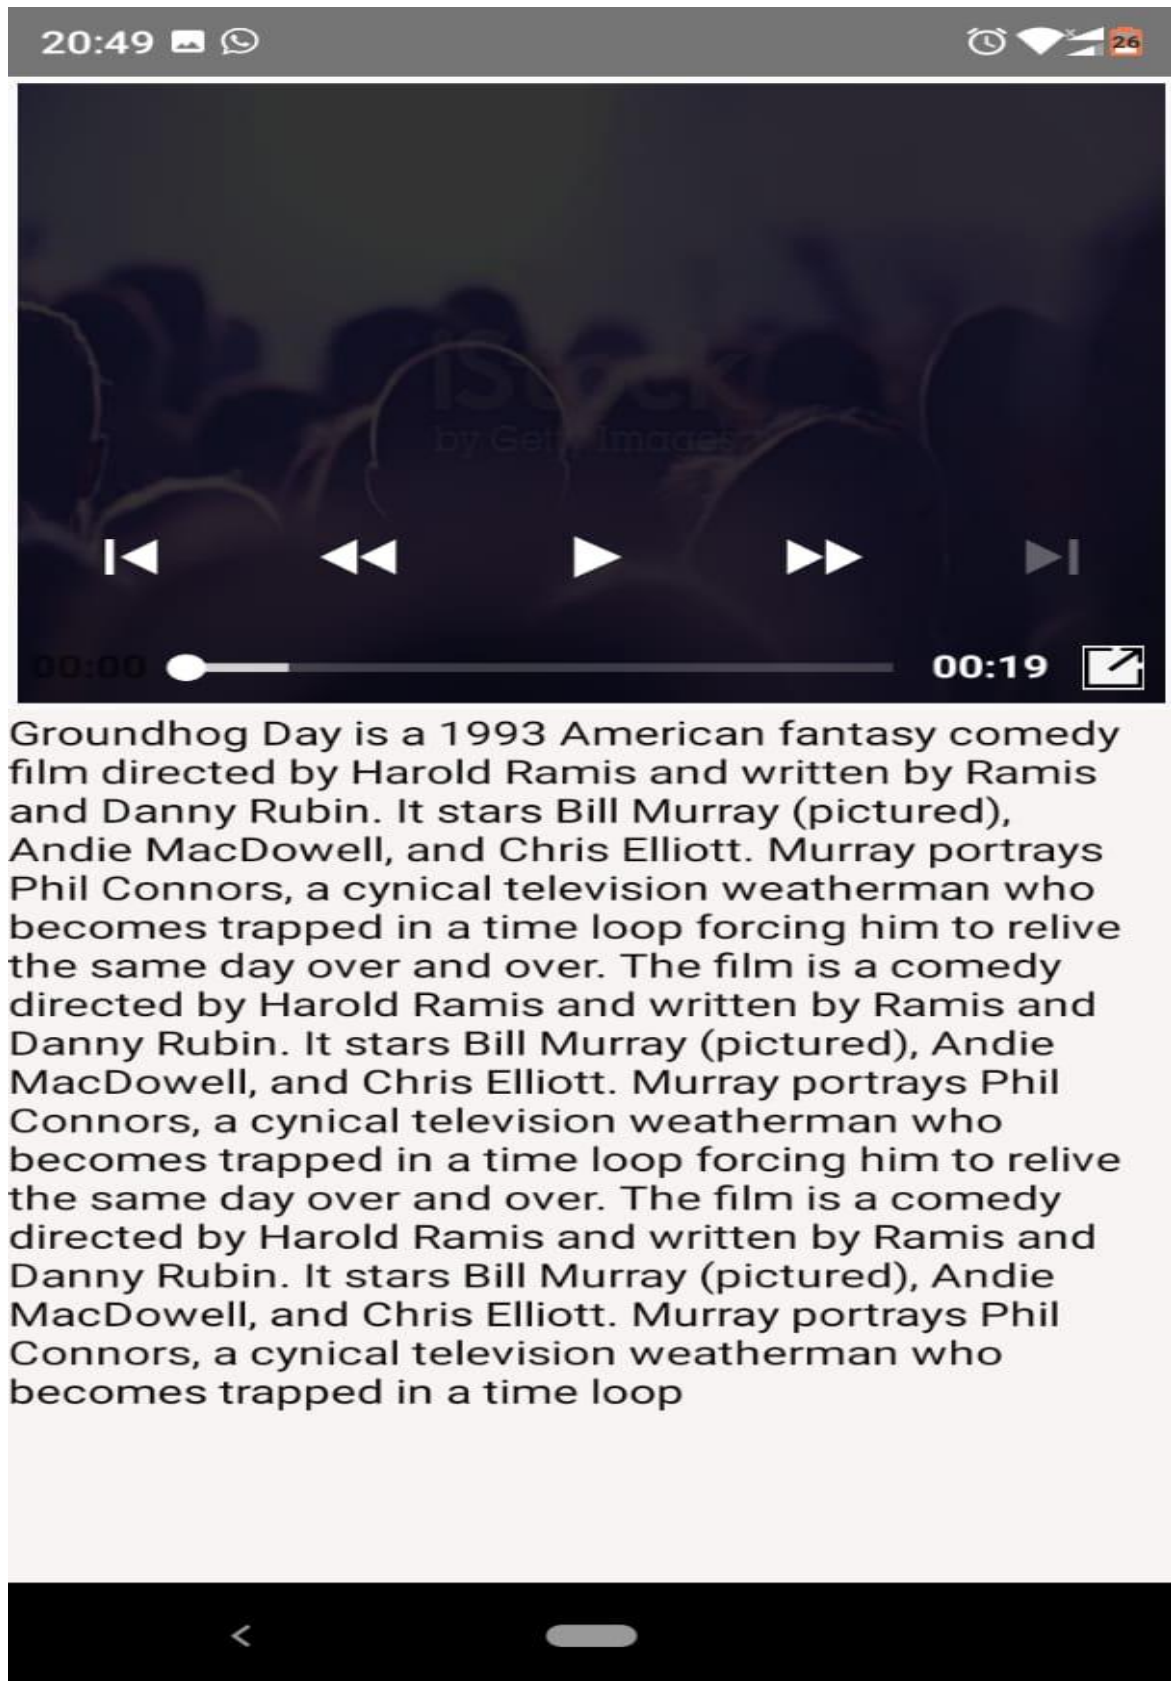 20:49
26
iStock
by Getty Images
00:00
00:19
Groundhog Day is a 1993 American fantasy comedy
film directed by Harold Ramis and written by Ramis
and Danny Rubin. It stars Bill Murray (pictured),
Andie MacDowell, and Chris Elliott. Murray portrays
Phil Connors, a cynical television weatherman who
becomes trapped in a time loop forcing him to relive
the same day over and over. The film is a comedy
directed by Harold Ramis and written by Ramis and
Danny Rubin. It stars Bill Murray (pictured), Andie
MacDowell, and Chris Elliott. Murray portrays Phil
Connors, a cynical television weatherman who
becomes trapped in a time loop forcing him to relive
the same day over and over. The film is a comedy
directed by Harold Ramis and written by Ramis and
Danny Rubin. It stars Bill Murray (pictured), Andie
MacDowell, and Chris Elliott. Murray portrays Phil
Connors, a cynical television weatherman who
becomes trapped in a time loop